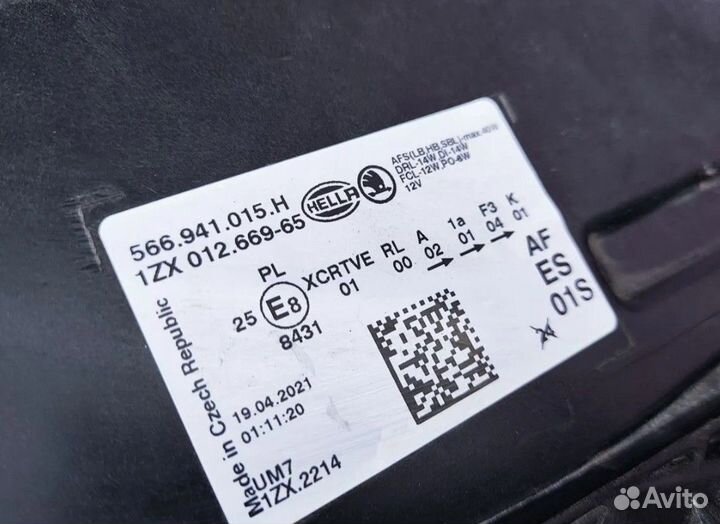 566.941.015.H
1ZX 012.669-65
HELLA
AFS(LB,HB,SBL)-max.40W
DRL-14W,DI-14W
FCL-12W,PO-8W
12V
PL XCRTVE RL A 1a F3 K
25 E8 01 00 02 01 04 01
8431
AF
ES
01S
19.04.2021
01:11:20
Made in Czech Republic
UM7
1ZX.2214
Avito